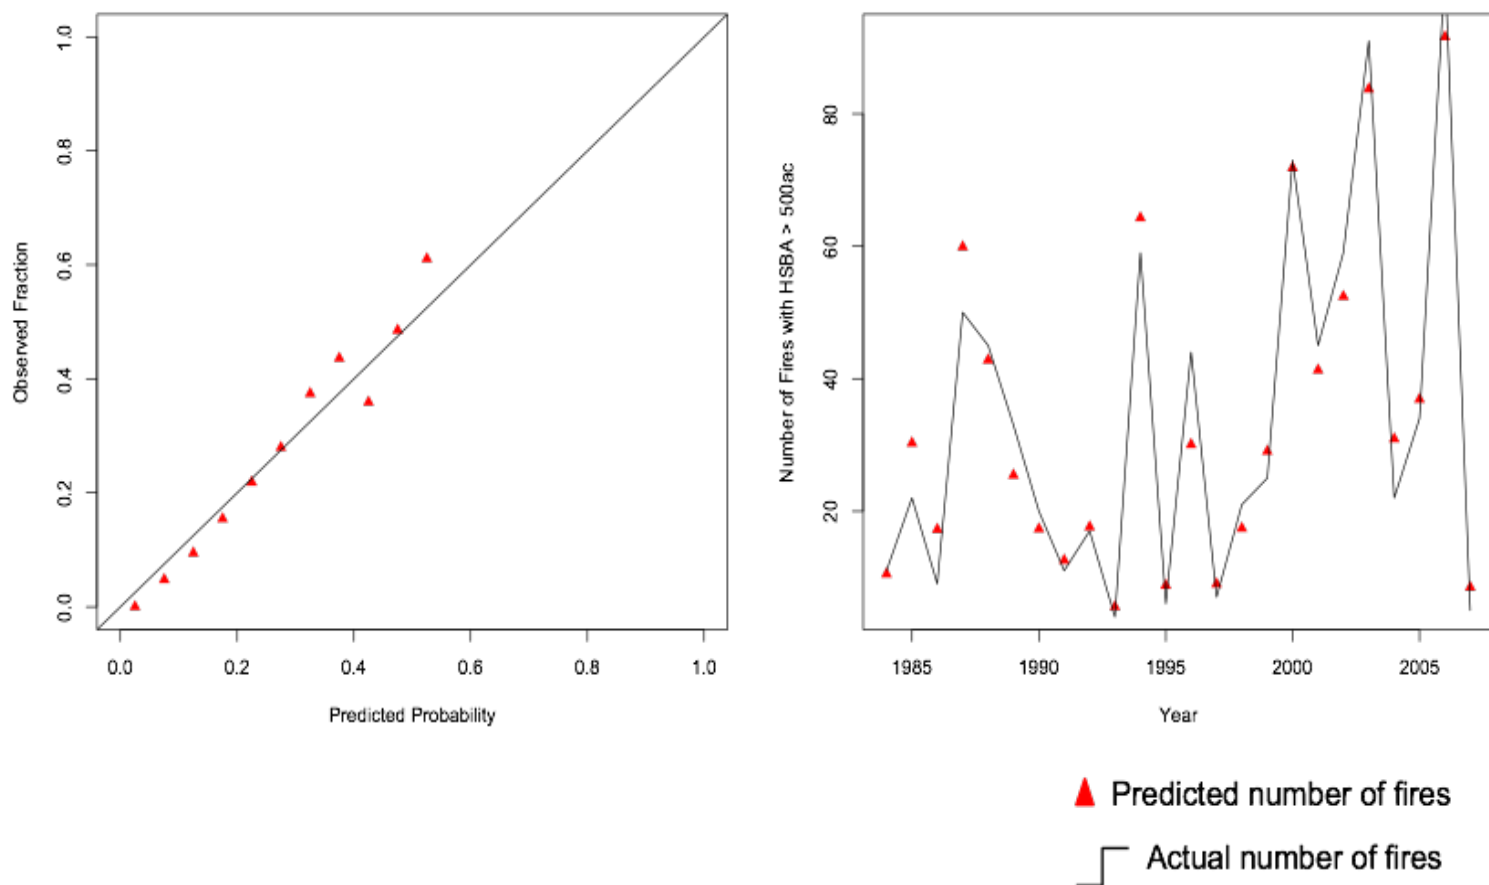 Observed Fraction
1.0
0.8
0.6
0.4
0.2
0.0
0.0 0.2 0.4 0.6 0.8 1.0
Predicted Probability
Number of Fires with HSBA > 500ac
80
60
40
20
1985 1990 1995 2000 2005
Year
Predicted number of fires
Actual number of fires